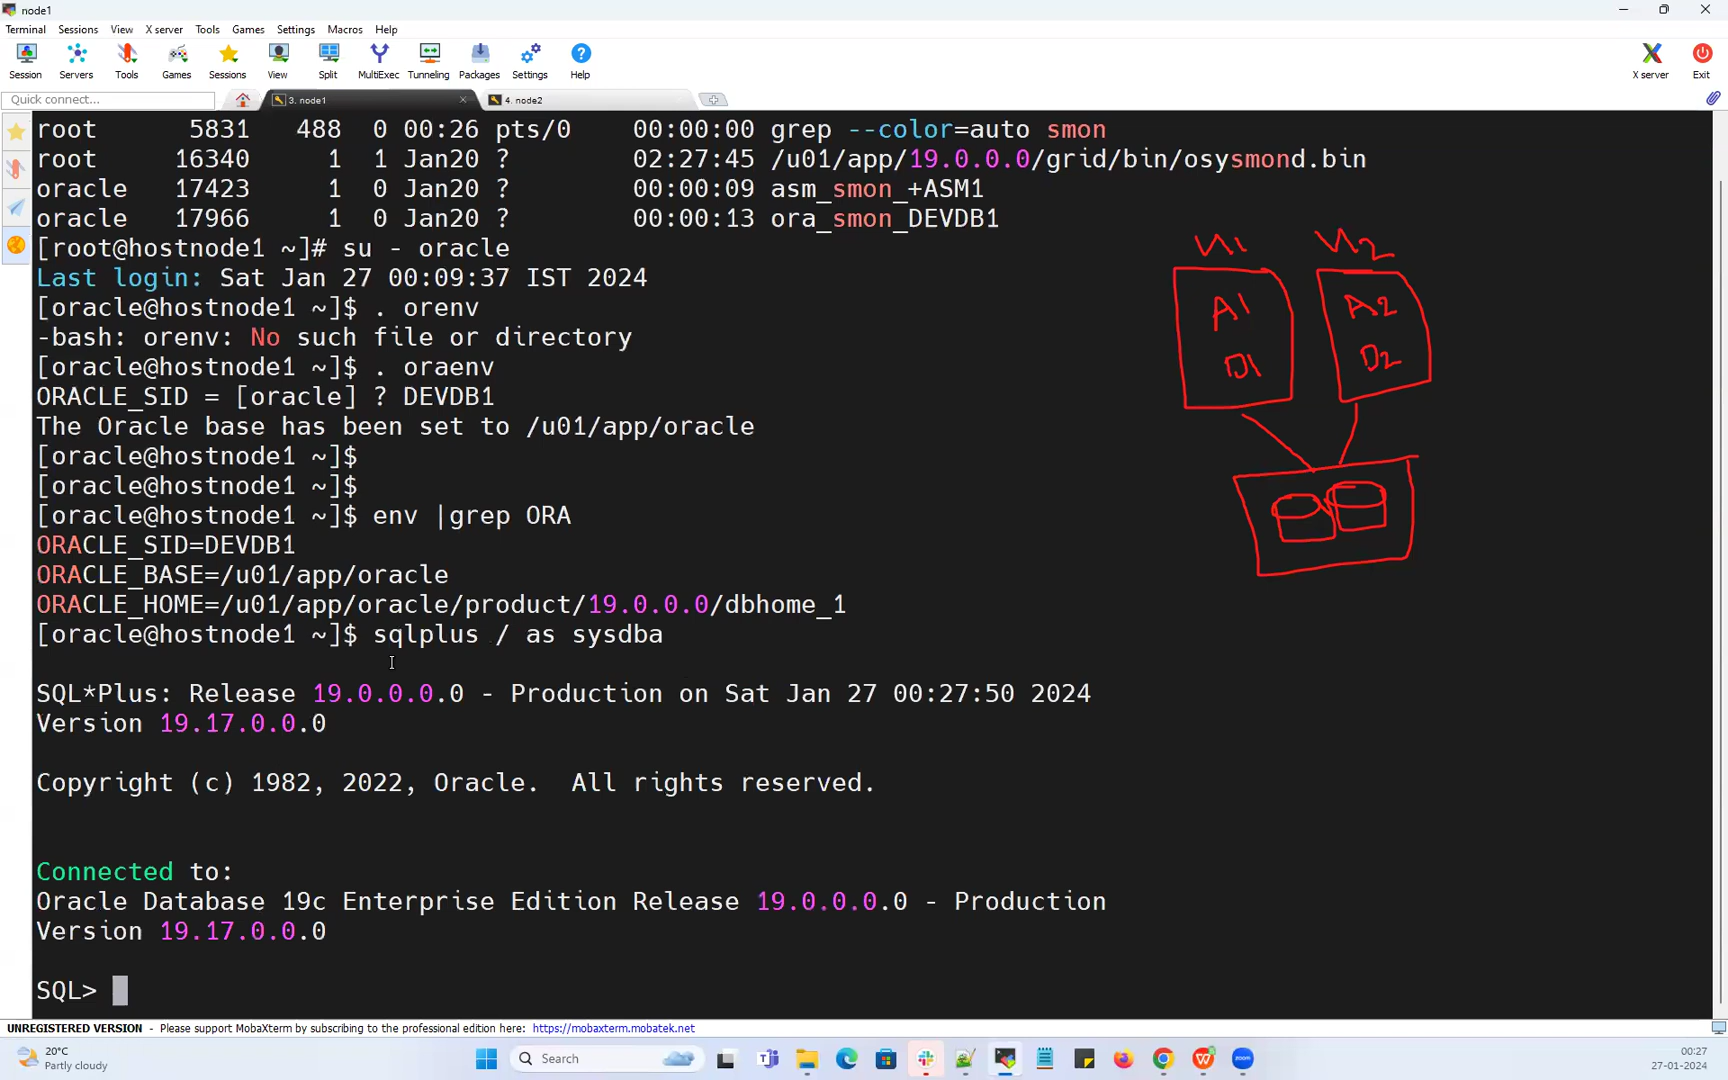 node1
Terminal Sessions View X server Tools Games Settings Macros Help
Session Servers Tools Games Sessions View Split MultiExec Tunneling Packages Settings Help X server Exit
Quick connect... 3. node1 4. node2
root 5831 488 0 00:26 pts/0 00:00:00 grep --color=auto smon
root 16340 1 1 Jan20 ? 02:27:45 /u01/app/19.0.0.0/grid/bin/osysmond.bin
oracle 17423 1 0 Jan20 ? 00:00:09 asm_smon_+ASM1
oracle 17966 1 0 Jan20 ? 00:00:13 ora_smon_DEVDB1
[root@hostnode1 ~]# su - oracle
Last login: Sat Jan 27 00:09:37 IST 2024
[oracle@hostnode1 ~]$ . orenv
-bash: orenv: No such file or directory
[oracle@hostnode1 ~]$ . oraenv
ORACLE_SID = [oracle] ? DEVDB1
The Oracle base has been set to /u01/app/oracle
[oracle@hostnode1 ~]$
[oracle@hostnode1 ~]$
[oracle@hostnode1 ~]$ env |grep ORA
ORACLE_SID=DEVDB1
ORACLE_BASE=/u01/app/oracle
ORACLE_HOME=/u01/app/oracle/product/19.0.0.0/dbhome_1
[oracle@hostnode1 ~]$ sqlplus / as sysdba
SQL*Plus: Release 19.0.0.0.0 - Production on Sat Jan 27 00:27:50 2024
Version 19.17.0.0.0
Copyright (c) 1982, 2022, Oracle. All rights reserved.
Connected to:
Oracle Database 19c Enterprise Edition Release 19.0.0.0.0 - Production
Version 19.17.0.0.0
SQL>
N1 N2
A1 A2
D1 D2
UNREGISTERED VERSION - Please support MobaXterm by subscribing to the professional edition here: https://mobaxterm.mobatek.net
20°C
Partly cloudy
Search
00:27
27-01-2024